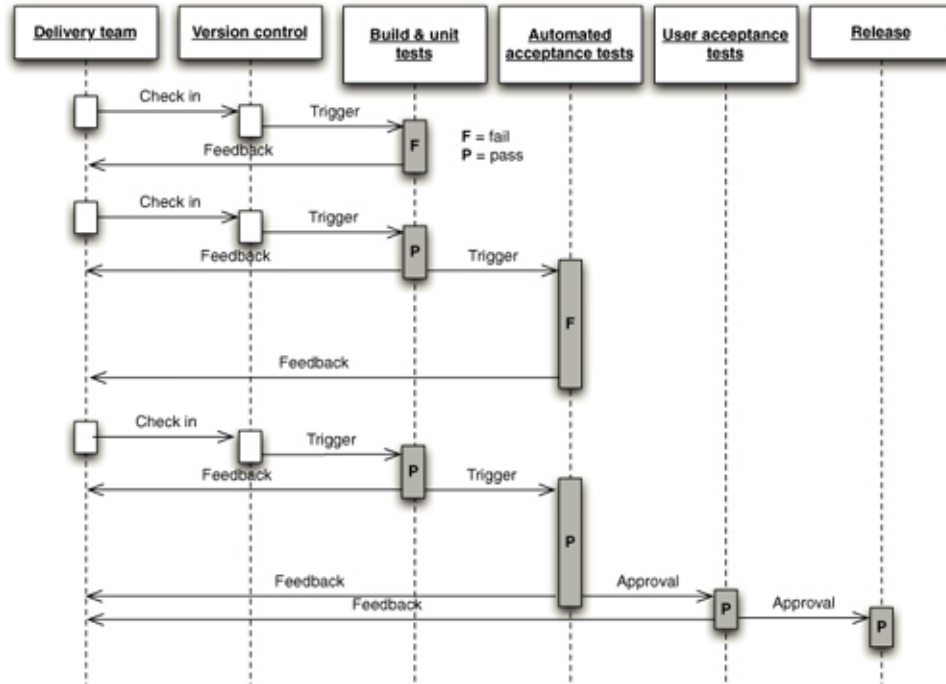 Delivery team
Version control
Build & unit
tests
Automated
acceptance tests
User acceptance
tests
Release
Check in
Trigger
F
F = fail
P = pass
Feedback
Check in
Trigger
P
Feedback
Trigger
F
Feedback
Check in
Trigger
P
Feedback
Trigger
P
Feedback
Approval
P
Feedback
Approval
P